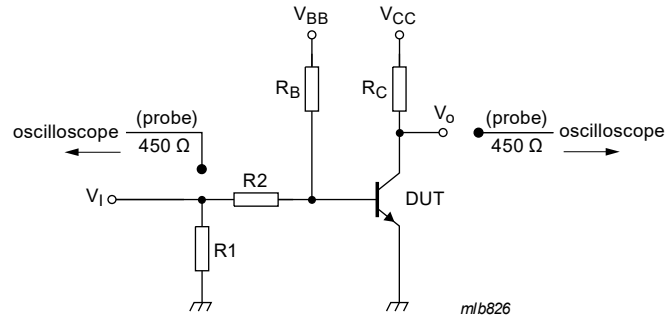 V_BB
V_CC
R_B
R_C
V_o
(probe)
450 Ω
oscilloscope
(probe)
450 Ω
oscilloscope
V_I
R2
DUT
R1
mlb826